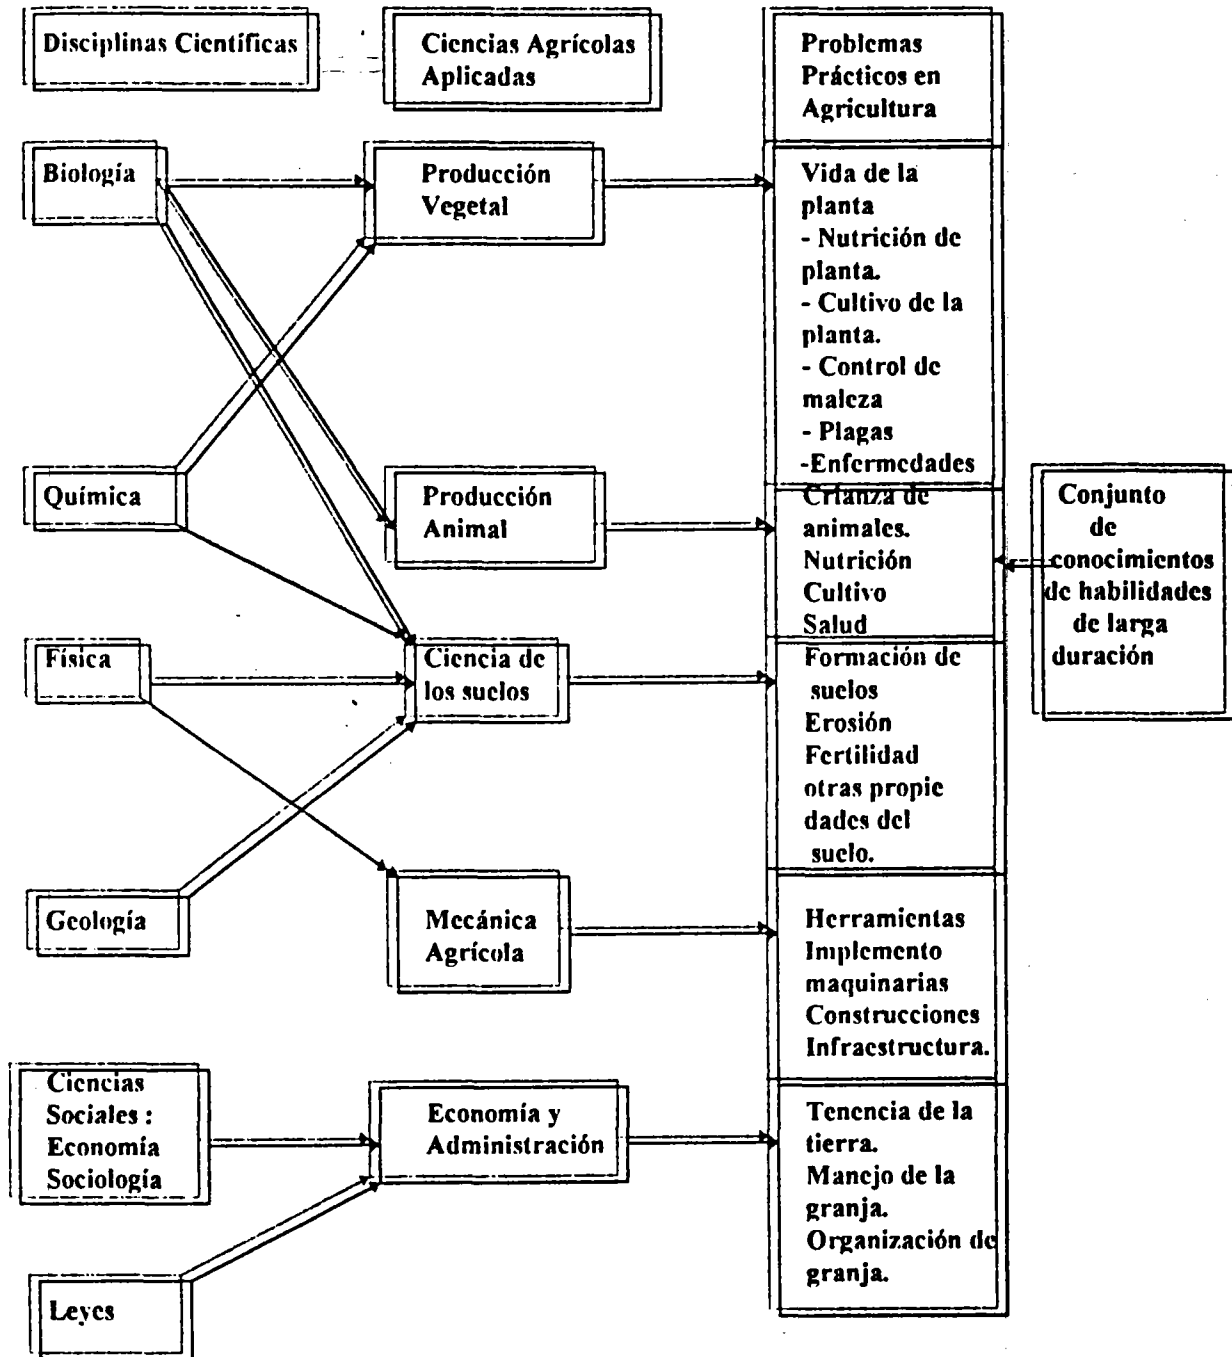 Disciplinas Científicas
Ciencias Agrícolas
Aplicadas
Problemas
Prácticos en
Agricultura
Biología
Producción
Vegetal
Vida de la
planta
- Nutrición de
planta.
- Cultivo de la
planta.
- Control de
maleza
- Plagas
-Enfermedades
Química
Producción
Animal
Crianza de
animales.
Nutrición
Cultivo
Salud
Conjunto
de
conocimientos
de habilidades
de larga
duración
Física
Ciencia de
los suelos
Formación de
suelos
Erosión
Fertilidad
otras propie
dades del
suelo.
Geología
Mecánica
Agrícola
Herramientas
Implemento
maquinarias
Construcciones
Infraestructura.
Ciencias
Sociales :
Economía
Sociología
Economía y
Administración
Tenencia de la
tierra.
Manejo de la
granja.
Organización de
granja.
Leyes